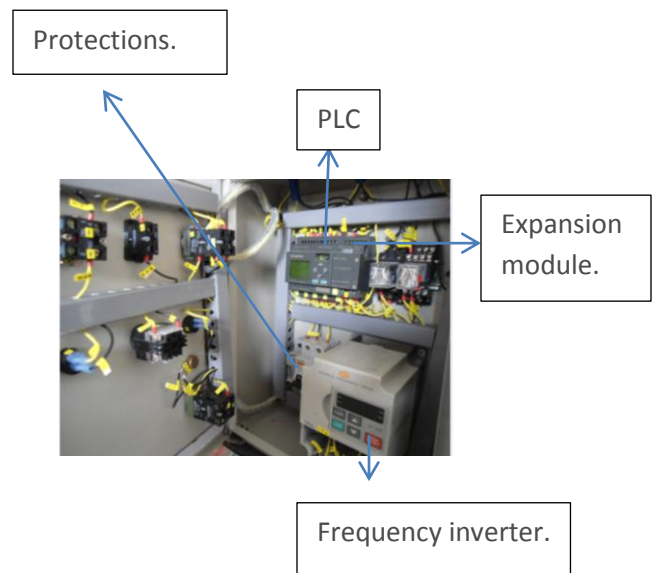 Protections.
PLC
Expansion
module.
Frequency inverter.